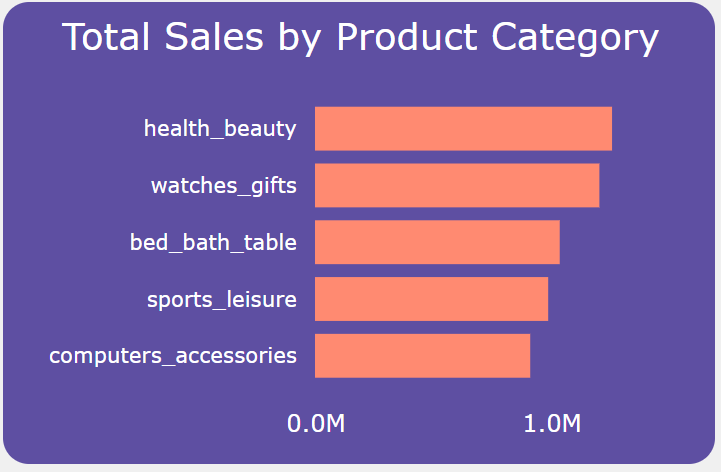 Total Sales by Product Category
health_beauty
watches_gifts
bed_bath_table
sports_leisure
computers_accessories
0.0M 1.0M